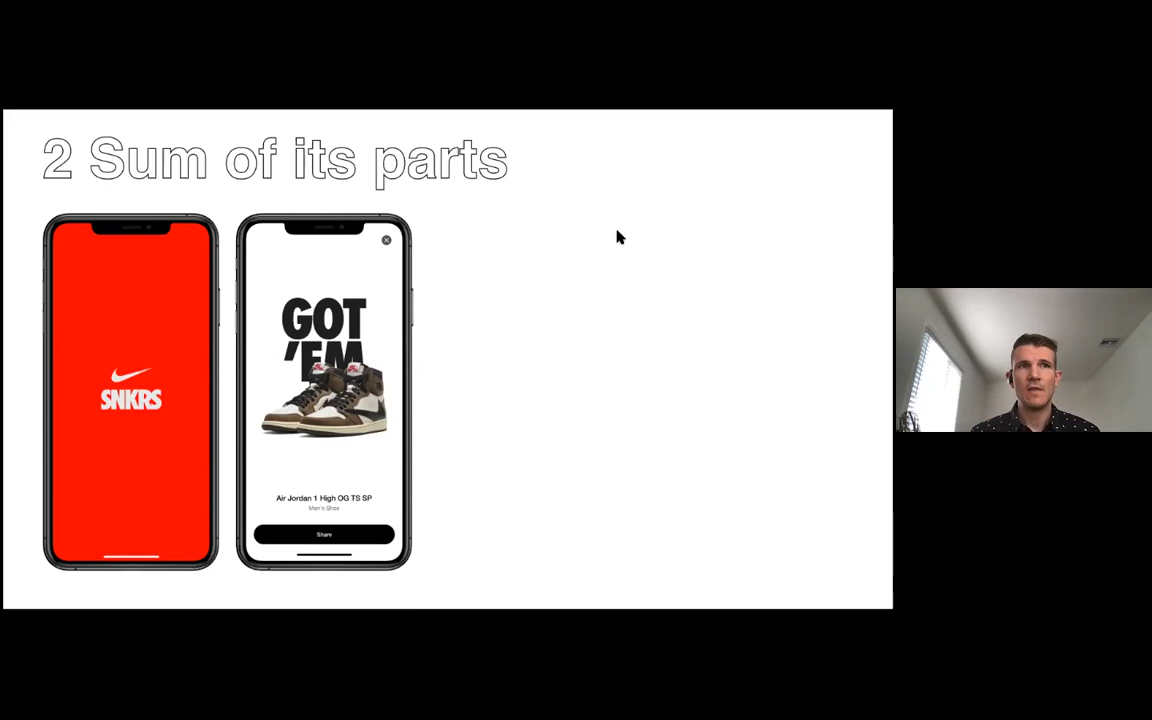 2 Sum of its parts
SNKRS
GOT
'EM
Air Jordan 1 High OG TS SP
Men's Shoe
Share